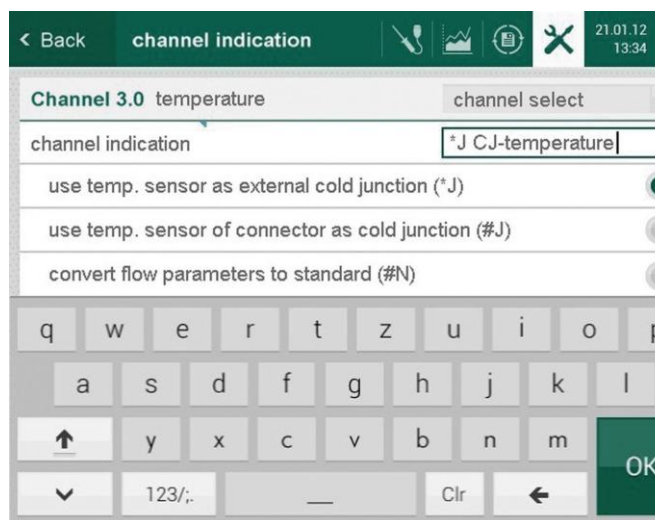 < Back channel indication 21.01.12
13:34
Channel 3.0 temperature channel select
channel indication *J CJ-temperature
use temp. sensor as external cold junction (*J)
use temp. sensor of connector as cold junction (#J)
convert flow parameters to standard (#N)
q w e r t z u i o
a s d f g h j k l
y x c v b n m
OK
123/;. Clr